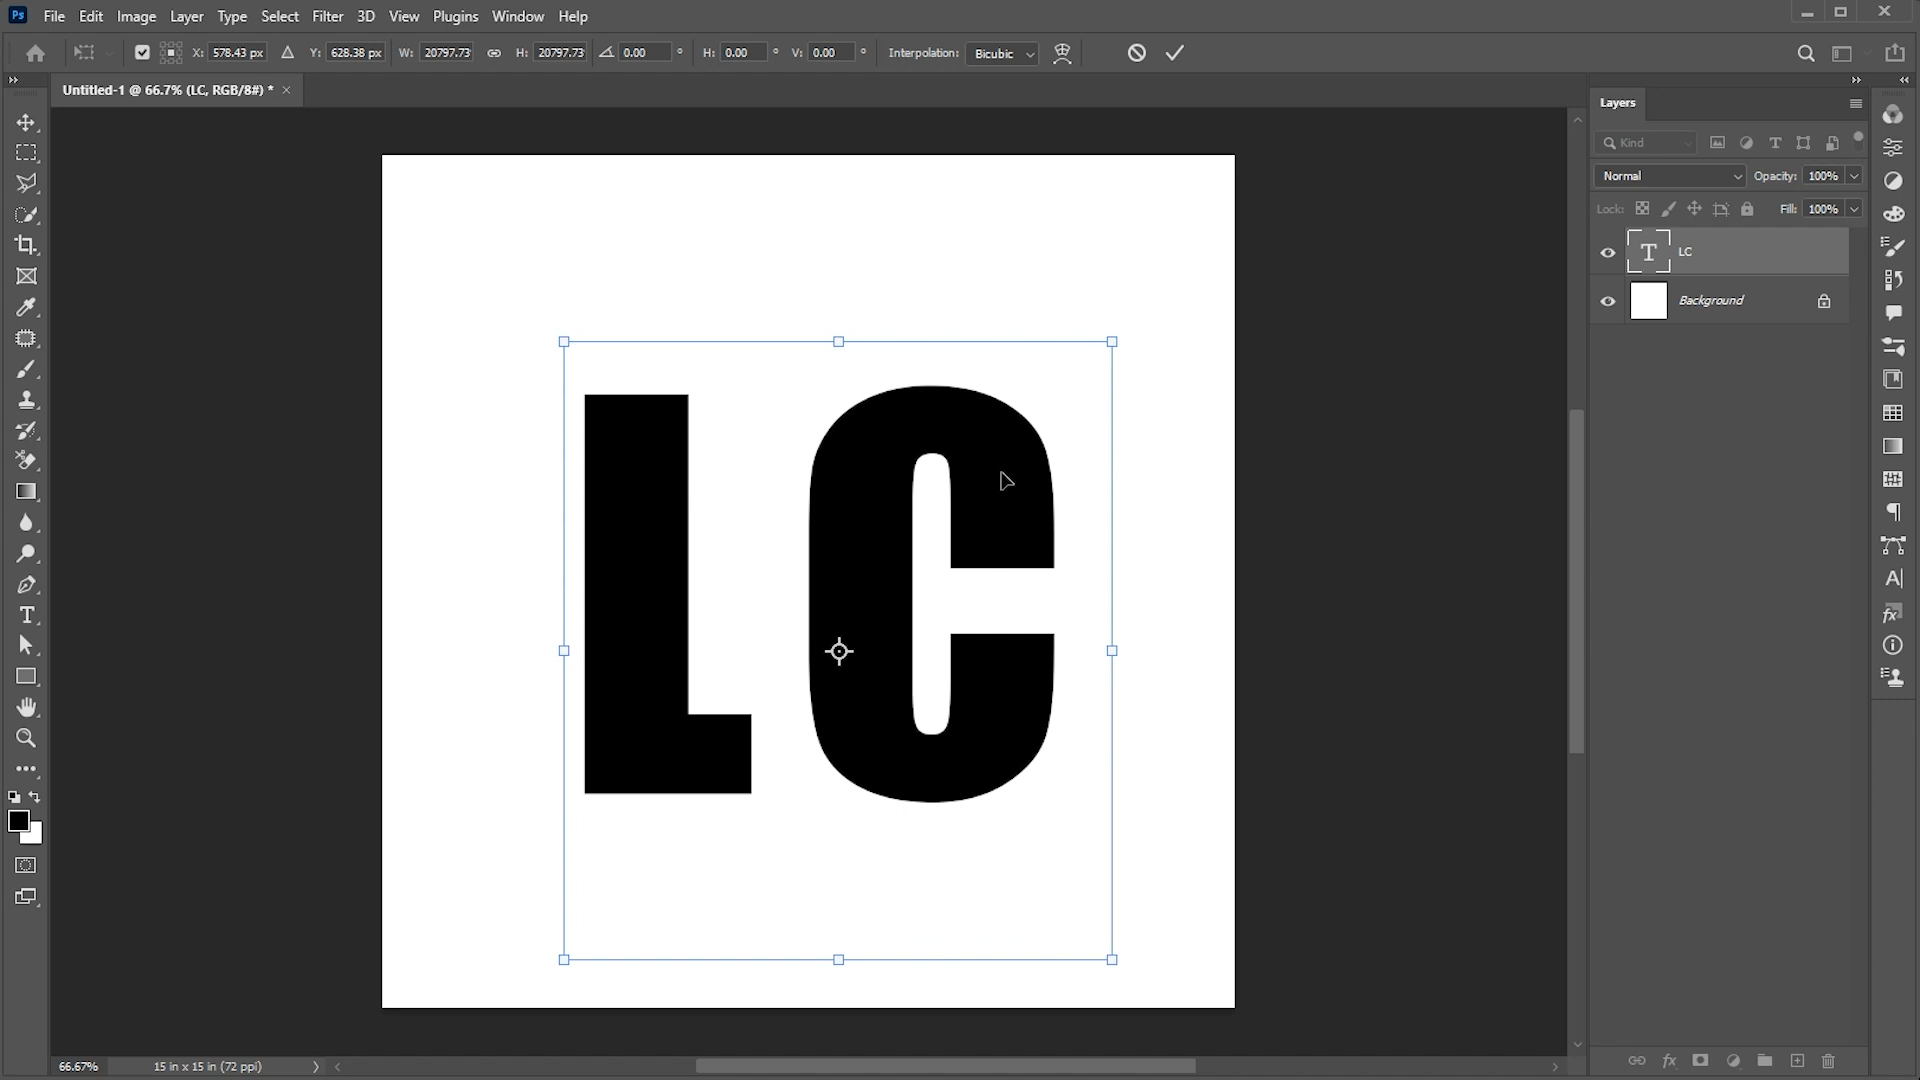 Ps File Edit Image Layer Type Select Filter 3D View Plugins Window Help
X: 578.43 px Y: 628.38 px W: 20797.73 H: 20797.73 0.00 ° H: 0.00 ° V: 0.00 ° Interpolation: Bicubic
Untitled-1 @ 66.7% (LC, RGB/8#) *
Layers
Kind
Normal Opacity: 100%
Lock: Fill: 100%
LC
Background
LC
66.67% 15 in x 15 in (72 ppi)